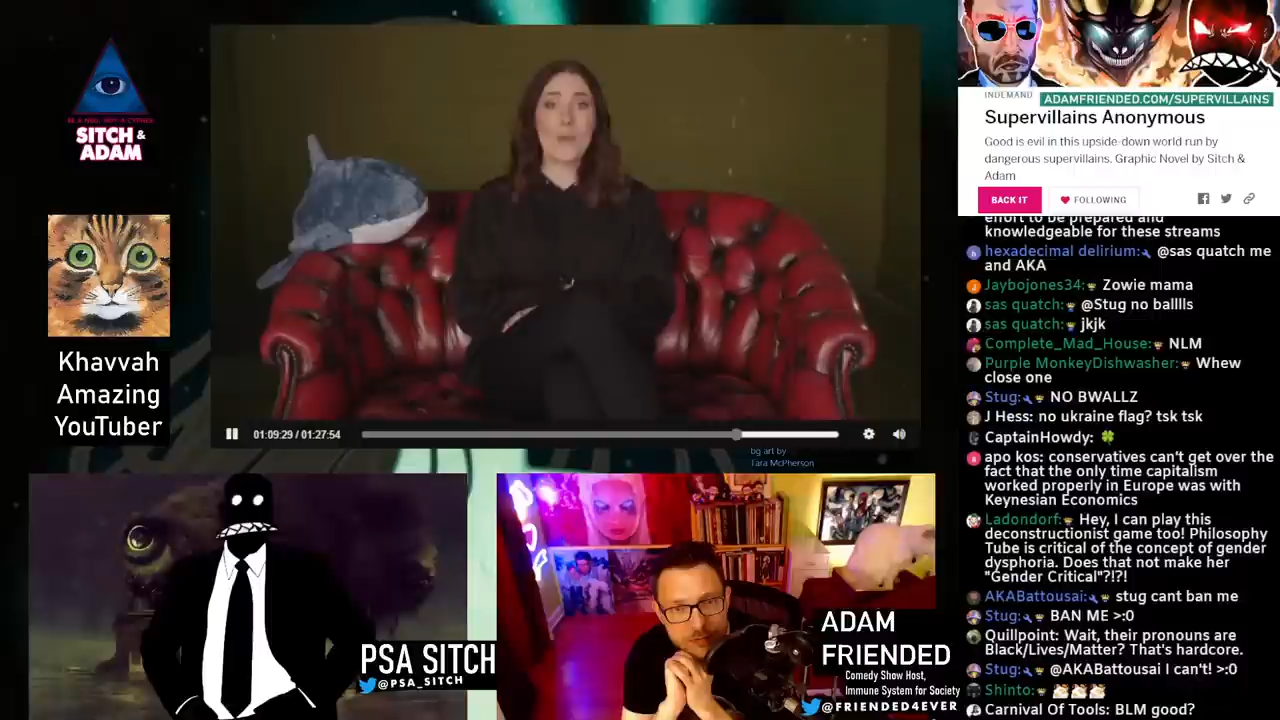 BE A NEEL, NOT A CYPHER
SITCH &
ADAM
Khavvah
Amazing
YouTuber
01:09:29 / 01:27:54
bg art by
Tara McPherson
PSA SITCH
@PSA_SITCH
ADAM
FRIENDED
Comedy Show Host,
Immune System for Society
@FRIENDED4EVER
INDEMAND
ADAMFRIENDED.COM/SUPERVILLAINS
Supervillains Anonymous
Good is evil in this upside-down world run by
dangerous supervillains. Graphic Novel by Sitch &
Adam
BACK IT
FOLLOWING
effort to be prepared and
knowledgeable for these streams
hexadecimal delirium: @sas quatch me
and AKA
Jaybojones34: Zowie mama
sas quatch: @Stug no balllls
sas quatch: jkjk
Complete_Mad_House: NLM
Purple MonkeyDishwasher: Whew
close one
Stug: NO BWALLZ
J Hess: no ukraine flag? tsk tsk
CaptainHowdy: 🍀
apo kos: conservatives can't get over the
fact that the only time capitalism
worked properly in Europe was with
Keynesian Economics
Ladondorf: Hey, I can play this
deconstructionist game too! Philosophy
Tube is critical of the concept of gender
dysphoria. Does that not make her
"Gender Critical"?!?!
AKABattousai: stug cant ban me
Stug: BAN ME >:0
Quillpoint: Wait, their pronouns are
Black/Lives/Matter? That's hardcore.
Stug: @AKABattousai I can't! >:0
Shinto:
Carnival Of Tools: BLM good?